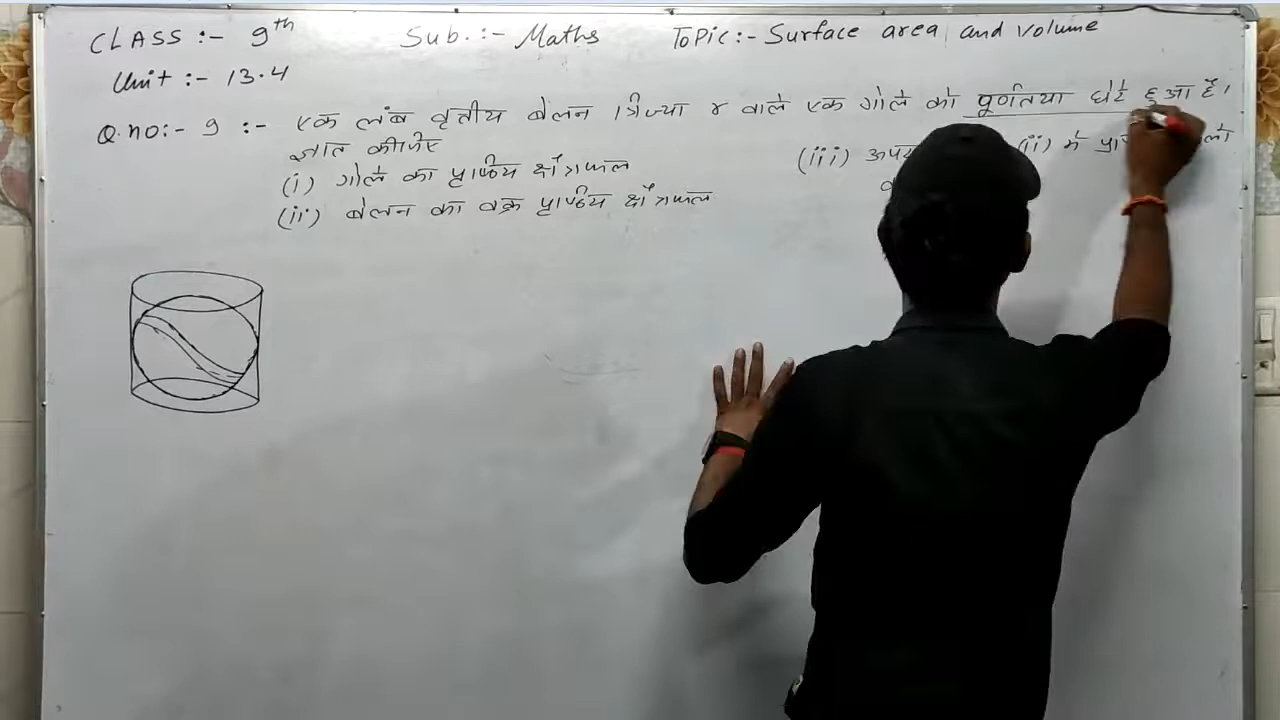 CLASS :- 9th Sub. :- Maths Topic :- Surface area and volume
Unit :- 13.4
Q.no :- 9 :- एक लंब वृत्तीय बेलन त्रिज्या r वाले एक गोले को पूर्णतया घेरे हुआ है।
ज्ञात कीजिए
(i) गोले का पृष्ठीय क्षेत्रफल
(ii) बेलन का वक्र पृष्ठीय क्षेत्रफल
(iii) (ii) में